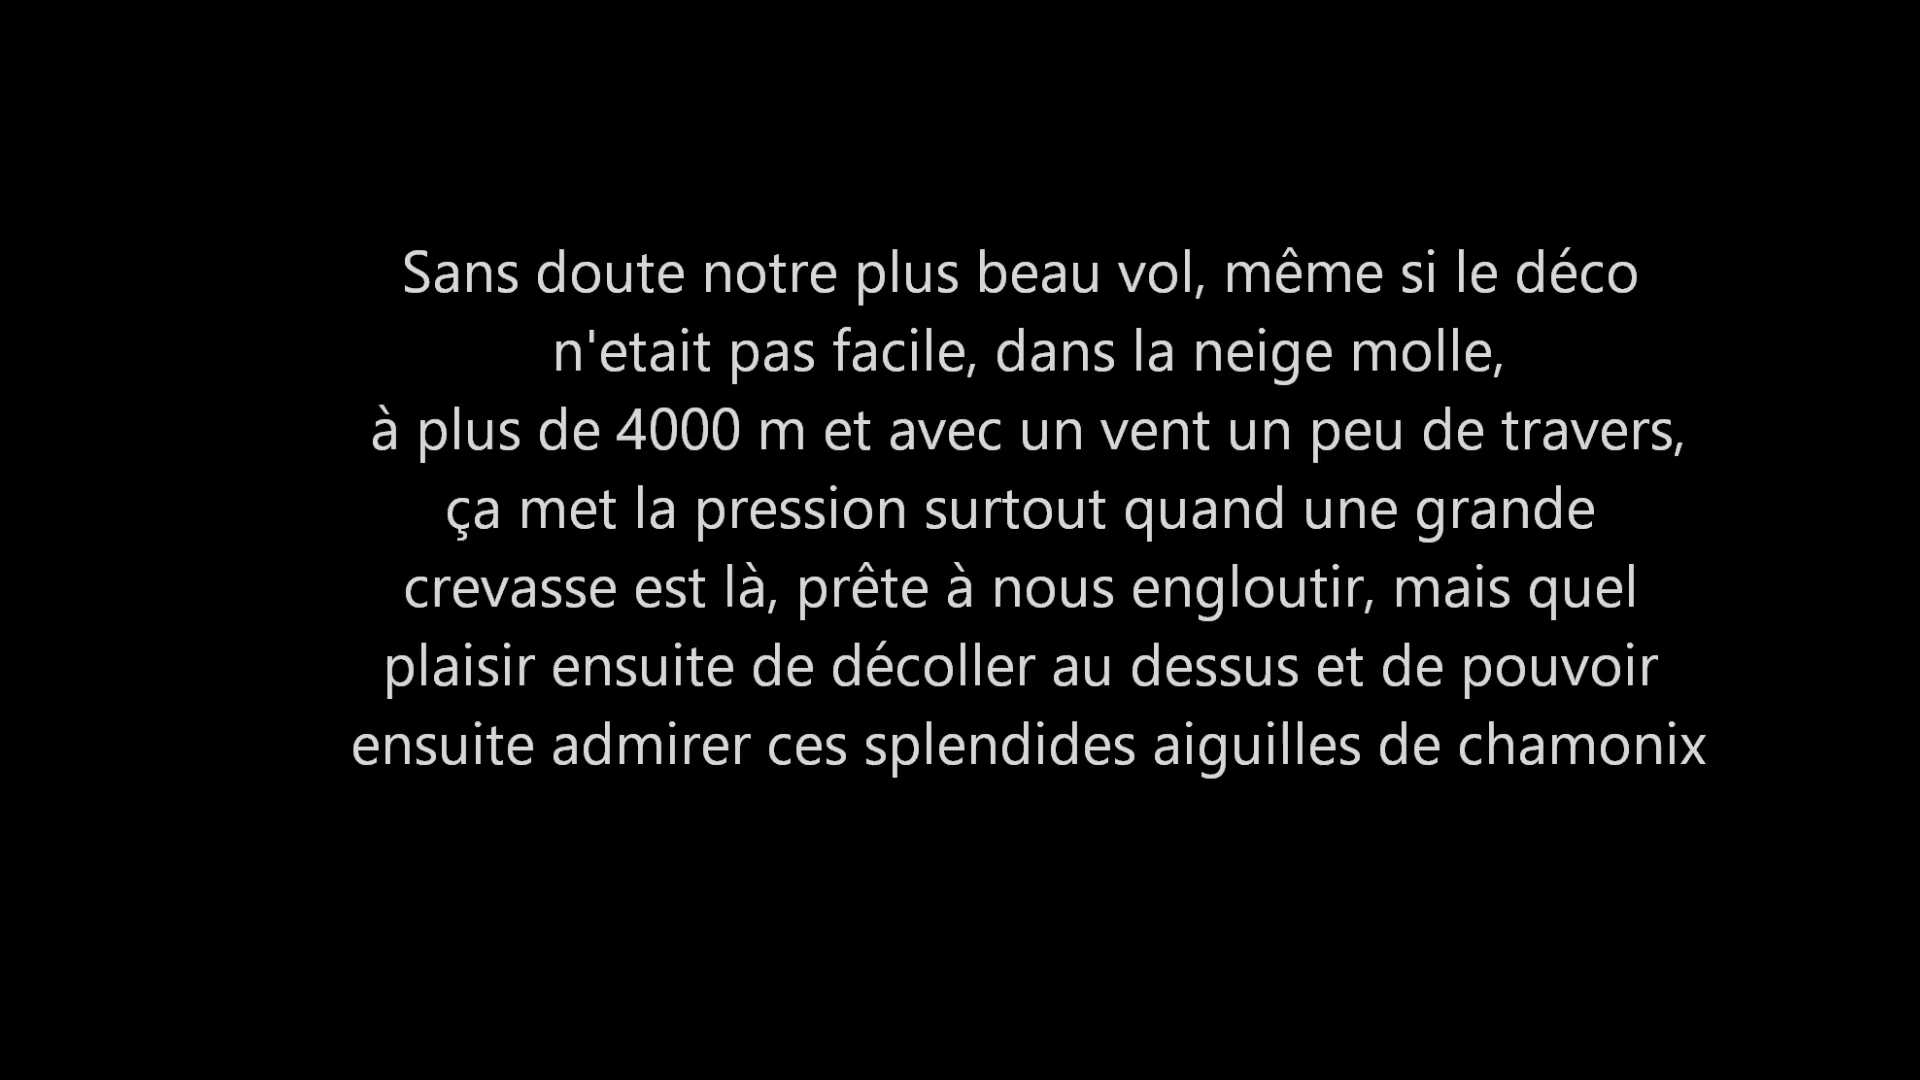 Sans doute notre plus beau vol, même si le déco
n'etait pas facile, dans la neige molle,
à plus de 4000 m et avec un vent un peu de travers,
ça met la pression surtout quand une grande
crevasse est là, prête à nous engloutir, mais quel
plaisir ensuite de décoller au dessus et de pouvoir
ensuite admirer ces splendides aiguilles de chamonix